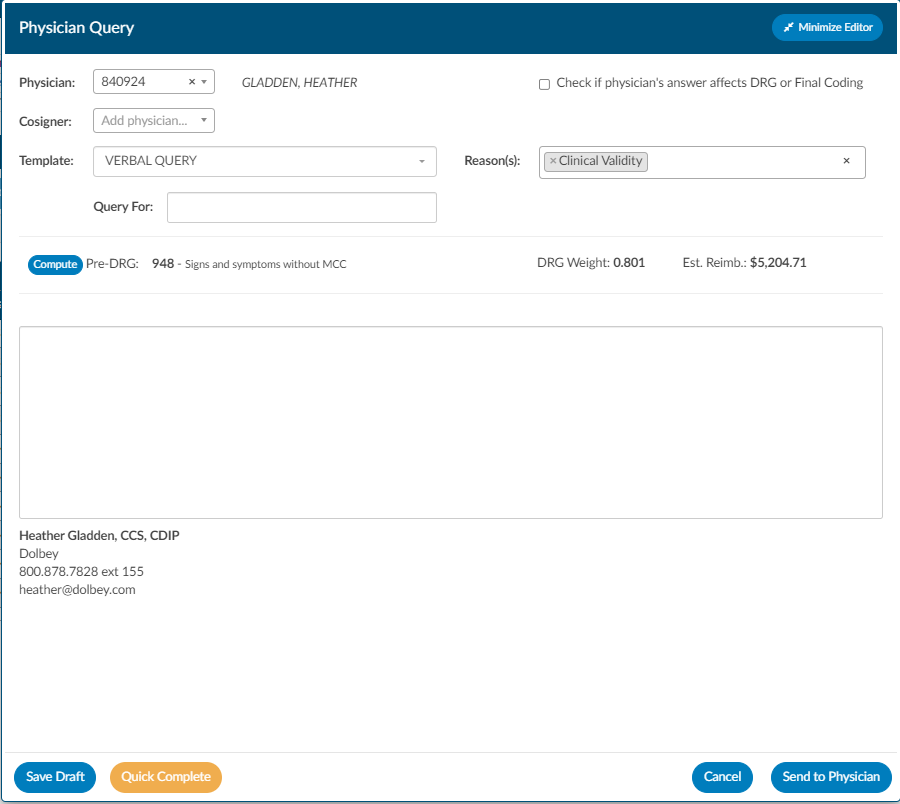 Physician Query
Minimize Editor
Physician: 840924 × GLADDEN, HEATHER
Check if physician's answer affects DRG or Final Coding
Cosigner: Add physician...
Template: VERBAL QUERY
Reason(s): × Clinical Validity ×
Query For:
Compute Pre-DRG: 948 - Signs and symptoms without MCC
DRG Weight: 0.801 Est. Reimb.: $5,204.71
Heather Gladden, CCS, CDIP
Dolbey
800.878.7828 ext 155
heather@dolbey.com
Save Draft Quick Complete Cancel Send to Physician